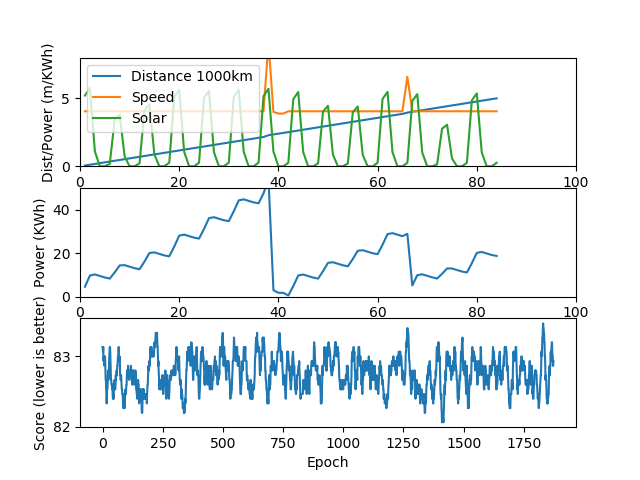 Dist/Power (m/KWh)
5
0
Distance 1000km
Speed
Solar
0 20 40 60 80 100
Power (KWh)
40
20
0
0 20 40 60 80 100
Score (lower is better)
83
82
0 250 500 750 1000 1250 1500 1750
Epoch